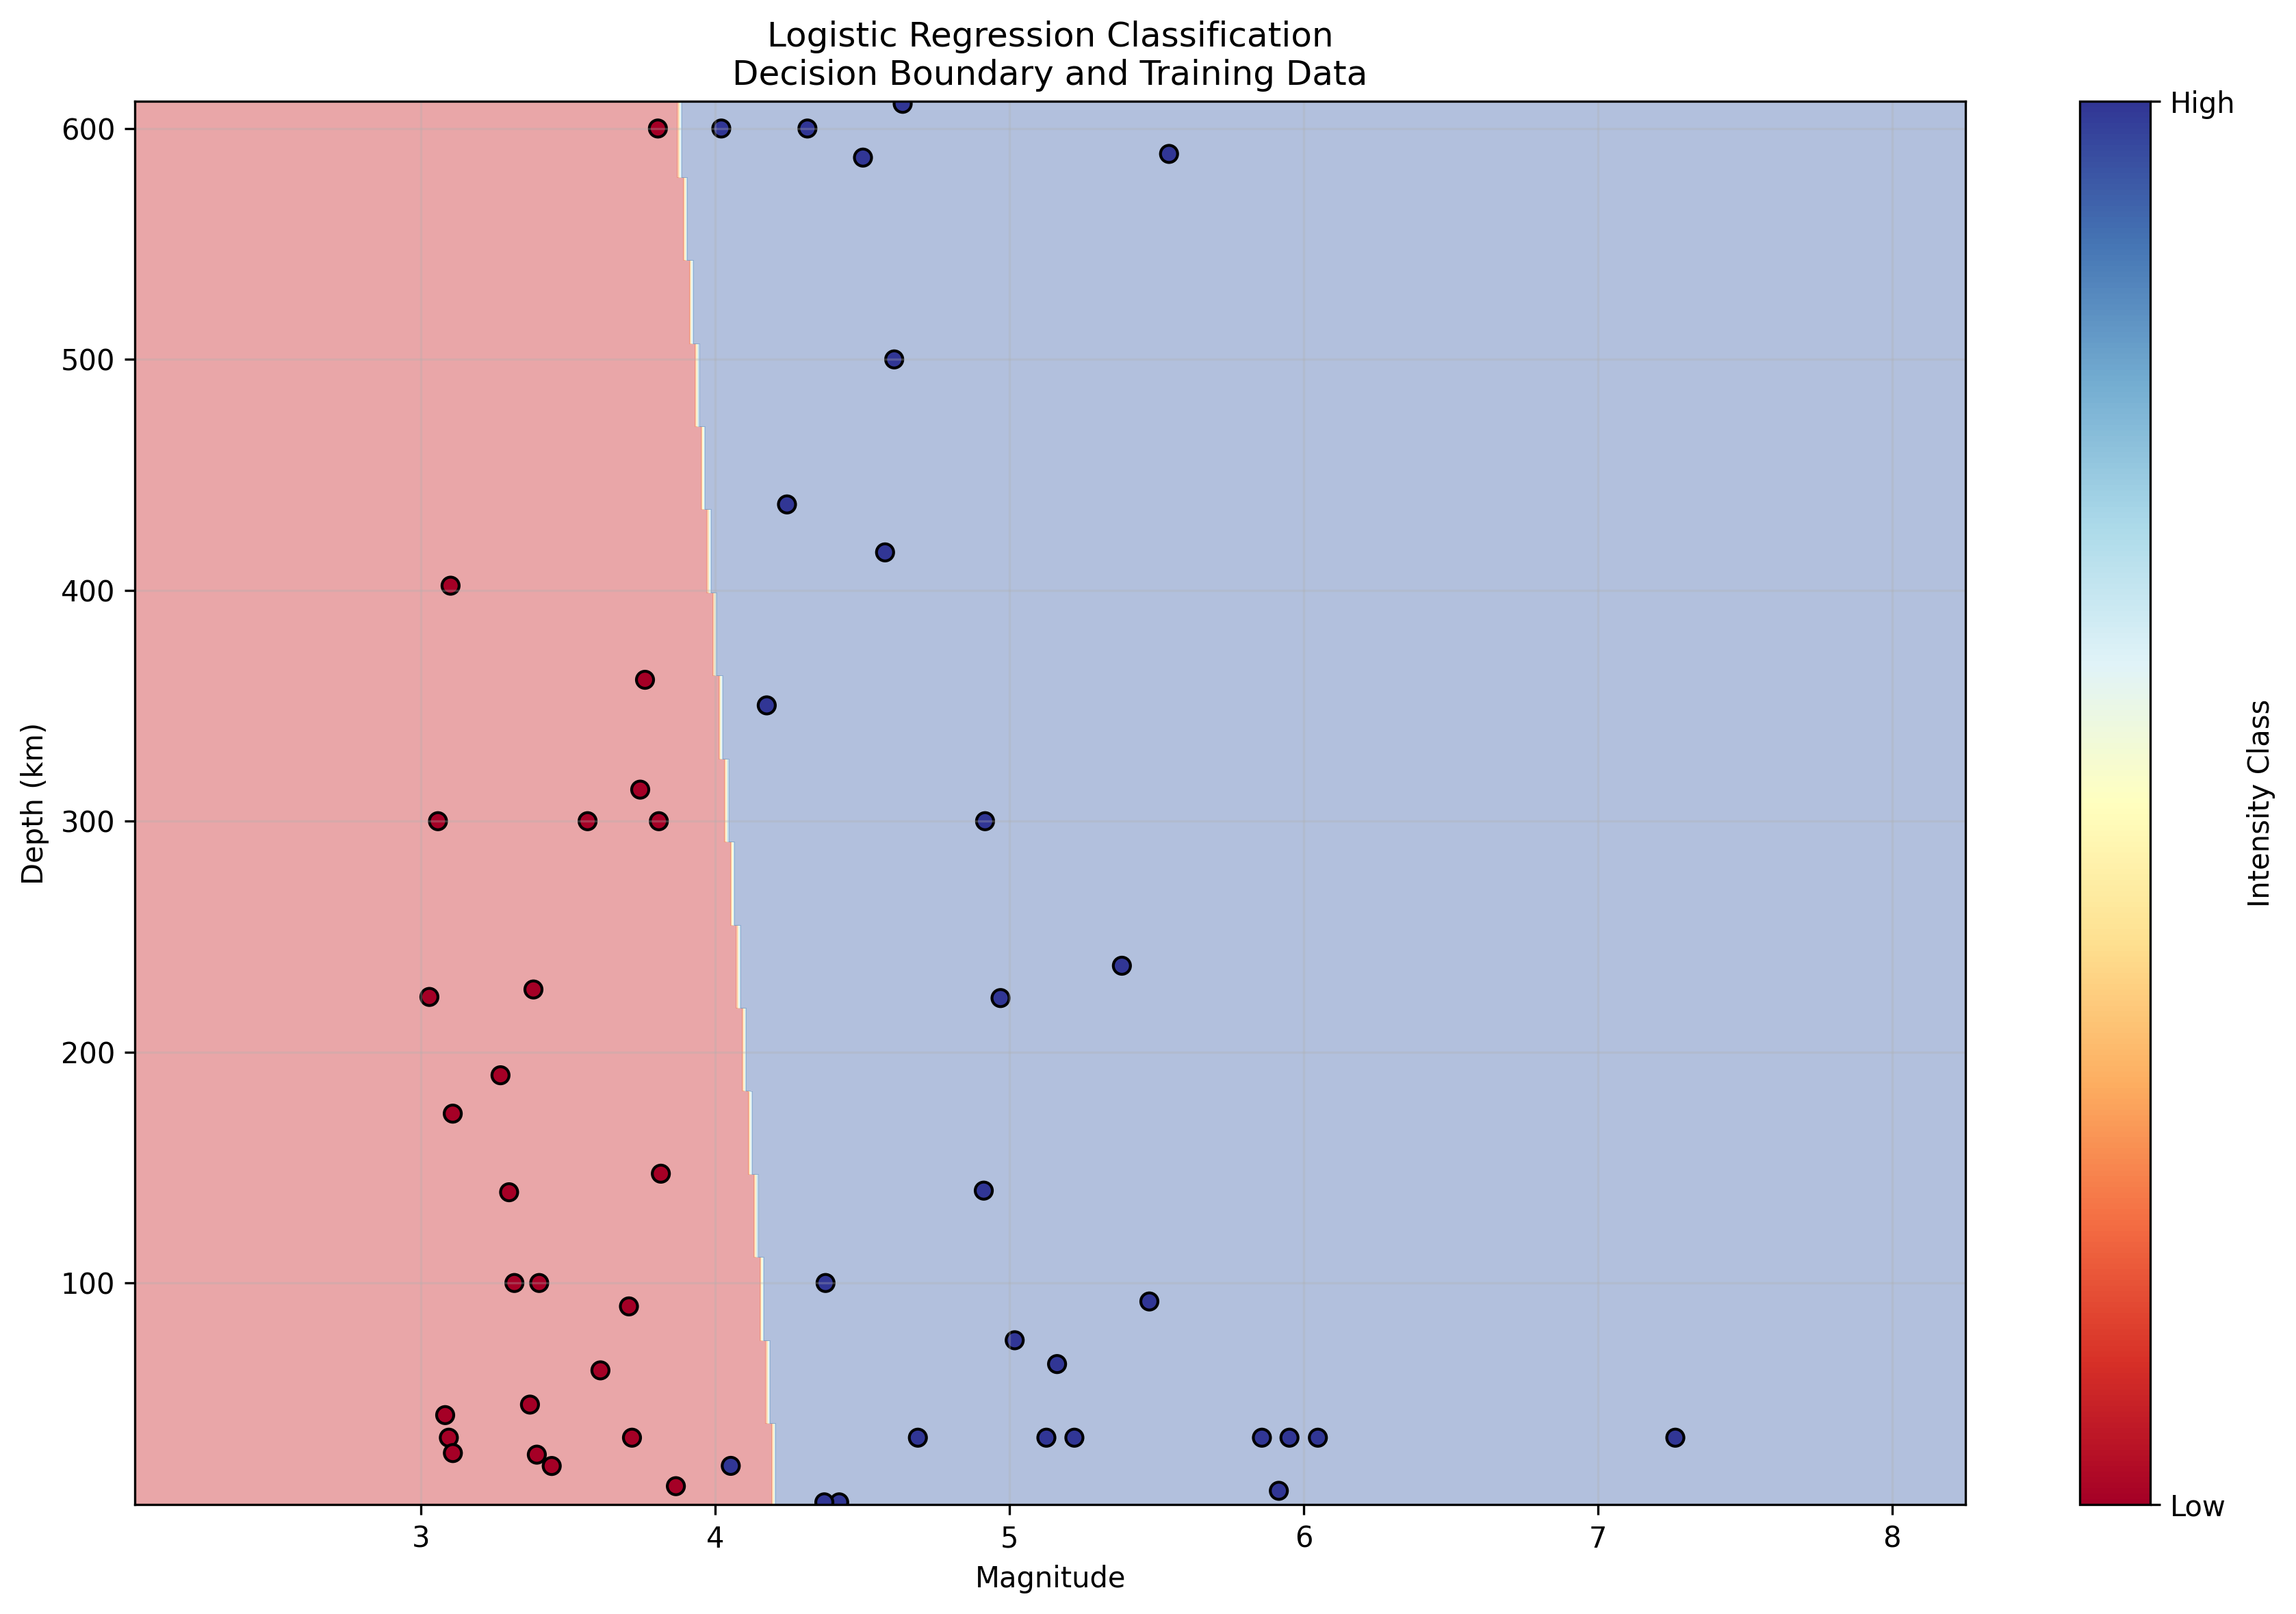 Logistic Regression Classification
Decision Boundary and Training Data
600
500
400
300
200
100
Depth (km)
3
4
5
6
7
8
Magnitude
High
Low
Intensity Class